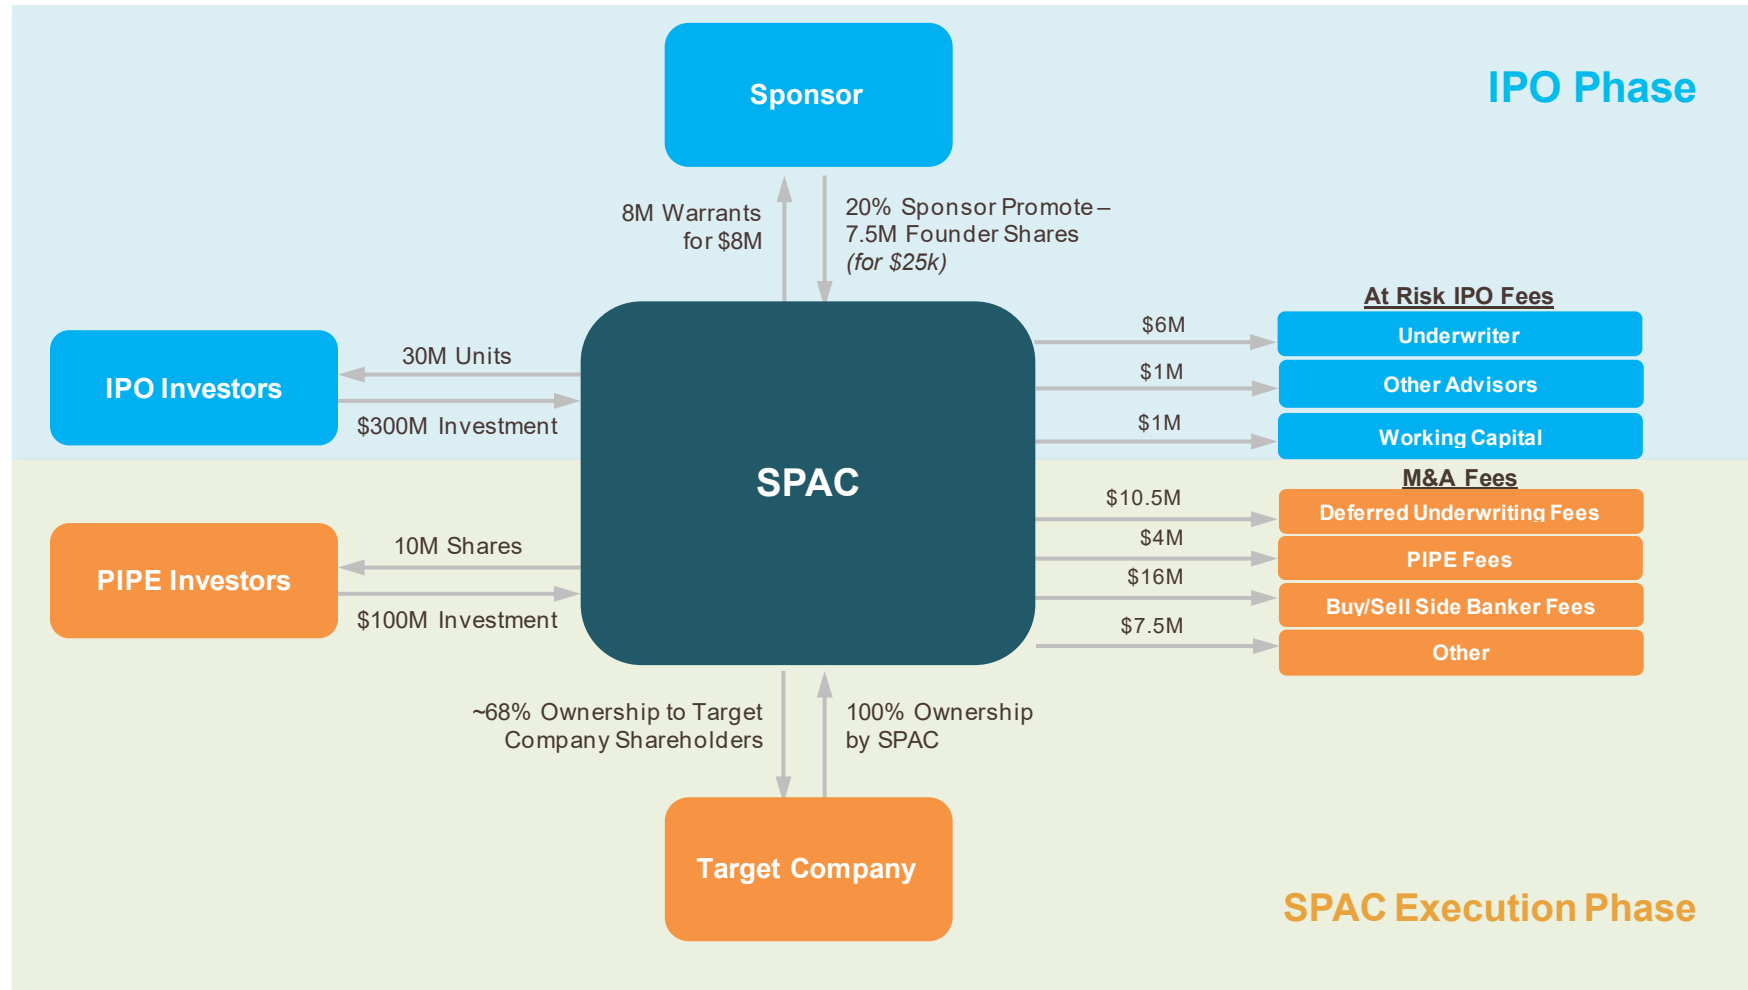 IPO Phase
Sponsor
8M Warrants
for $8M
20% Sponsor Promote –
7.5M Founder Shares
(for $25k)
IPO Investors
30M Units
$300M Investment
SPAC
At Risk IPO Fees
$6M
Underwriter
$1M
Other Advisors
$1M
Working Capital
M&A Fees
$10.5M
Deferred Underwriting Fees
$4M
PIPE Fees
$16M
Buy/Sell Side Banker Fees
$7.5M
Other
PIPE Investors
10M Shares
$100M Investment
~68% Ownership to Target
Company Shareholders
100% Ownership
by SPAC
Target Company
SPAC Execution Phase